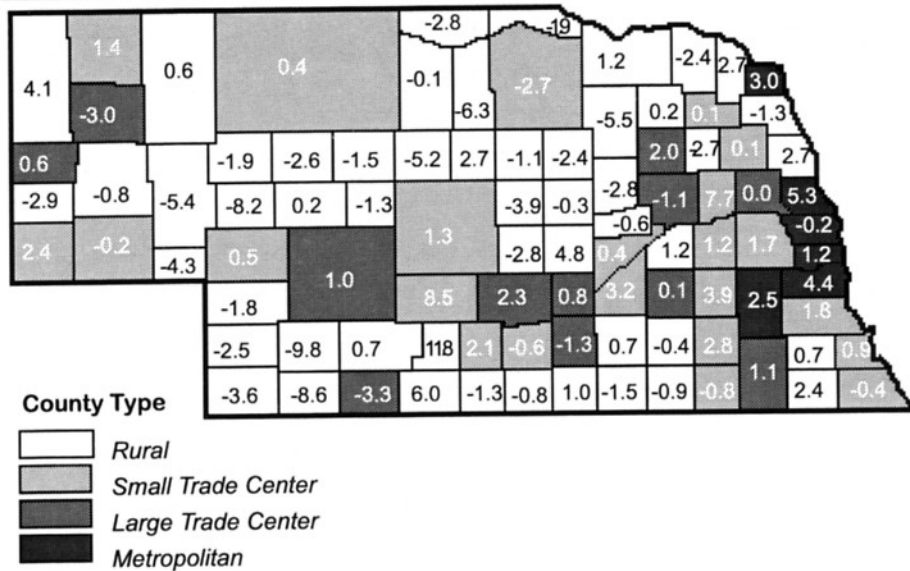 -2.8 -19
1.4 0.6 0.4 1.2 -2.4 2.7 3.0
4.1 -0.1 -2.7
-3.0 -6.3 -5.5 0.2 0.1 -1.3
0.6 -1.9 -2.6 -1.5 -5.2 2.7 -1.1 -2.4 2.0 -2.7 0.1 2.7
-2.9 -0.8 -5.4 -8.2 0.2 -1.3 -3.9 -0.3 -2.8 -1.1 7.7 0.0 5.3
-0.6 -0.2
2.4 -0.2 0.5 1.3 -2.8 4.8 0.4 1.2 1.2 1.7 1.2
-4.3 1.0 4.4
-1.8 8.5 2.3 0.8 3.2 0.1 3.9 2.5 1.8
-2.5 -9.8 0.7 118 2.1 -0.6 -1.3 0.7 -0.4 2.8 0.7 0.9
1.1
-3.6 -8.6 -3.3 6.0 -1.3 -0.8 1.0 -1.5 -0.9 -0.8 2.4 -0.4
County Type
Rural
Small Trade Center
Large Trade Center
Metropolitan